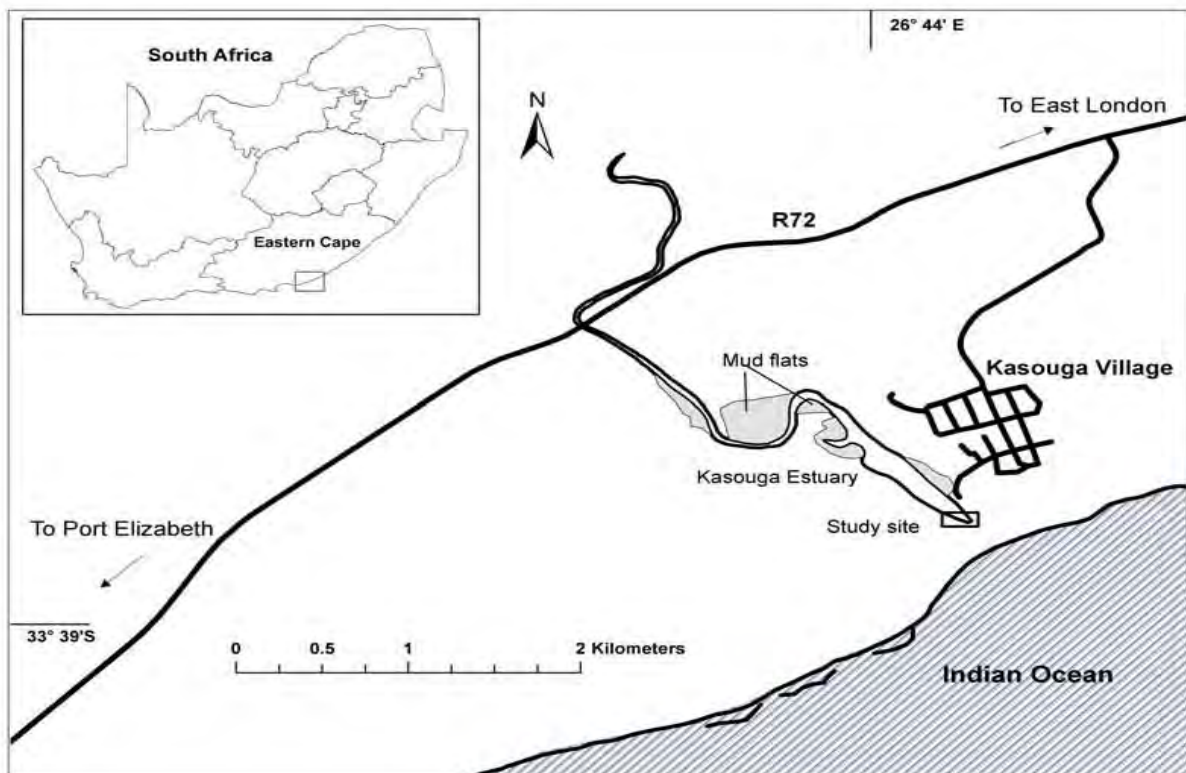 26° 44' E
South Africa
N
To East London
R72
Eastern Cape
Mud flats
Kasouga Village
Kasouga Estuary
To Port Elizabeth
Study site
33° 39'S
0 0.5 1 2 Kilometers
Indian Ocean